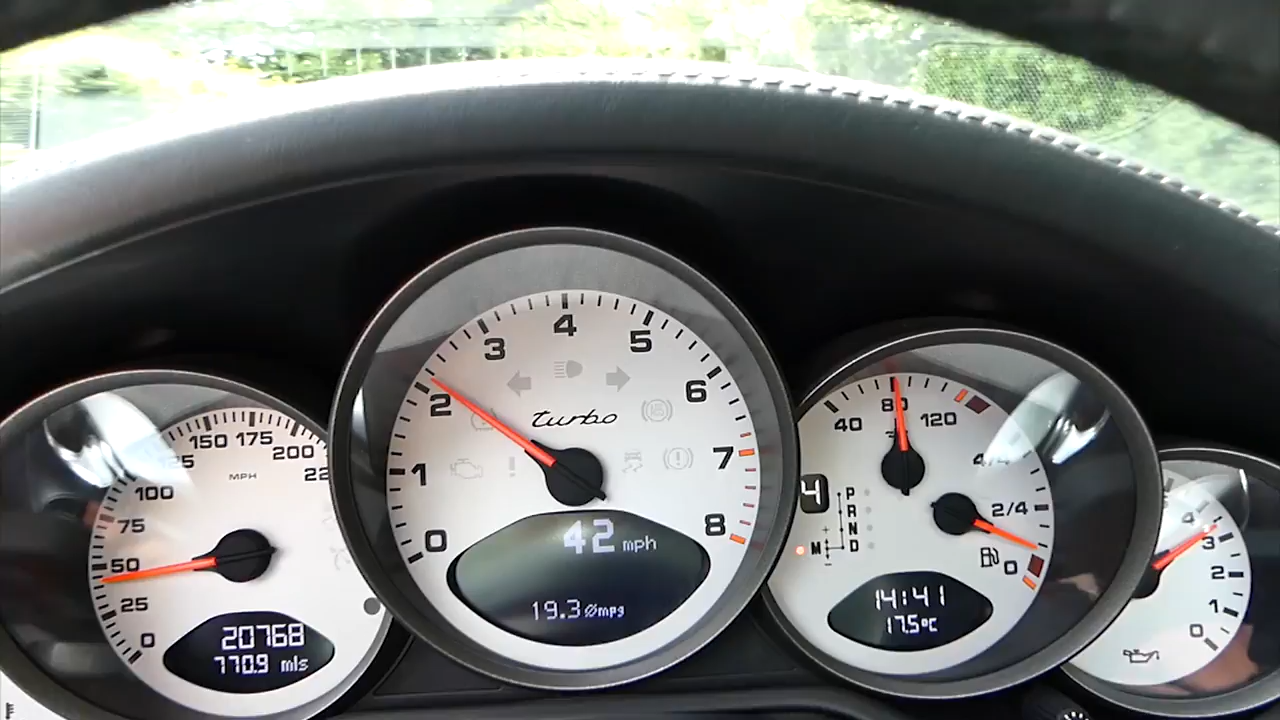 0
25
50
75
100
150
175
200
MPH
20768
770.9 mls
0
1
2
3
4
5
6
7
8
turbo
42 mph
19.3 Ømpg
40
80
120
4
P
R
N
D
M
+
-
2/4
0
14:41
17.5°C
0
1
2
3
4